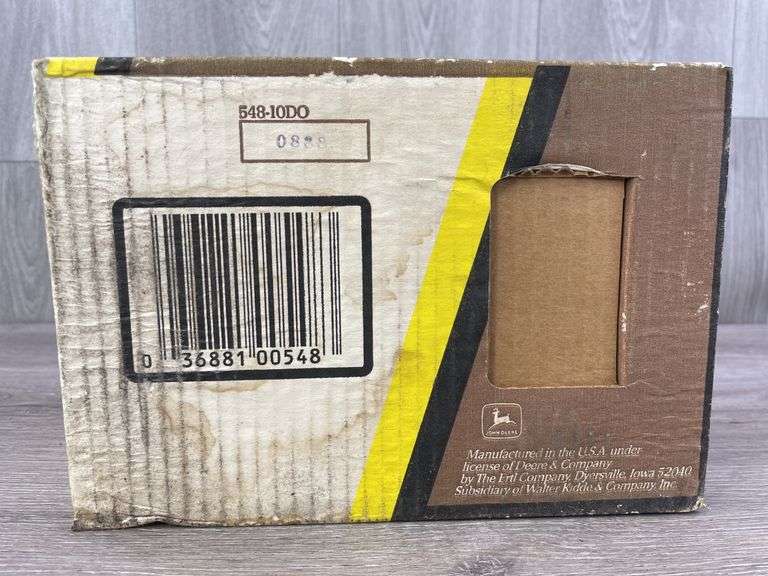 548-10DO
0 36881 00548
JOHN DEERE
Manufactured in the U.S.A. under
license of Deere & Company
by The Ertl Company, Dyersville, Iowa 52040
Subsidiary of Walter Kidde & Company, Inc.